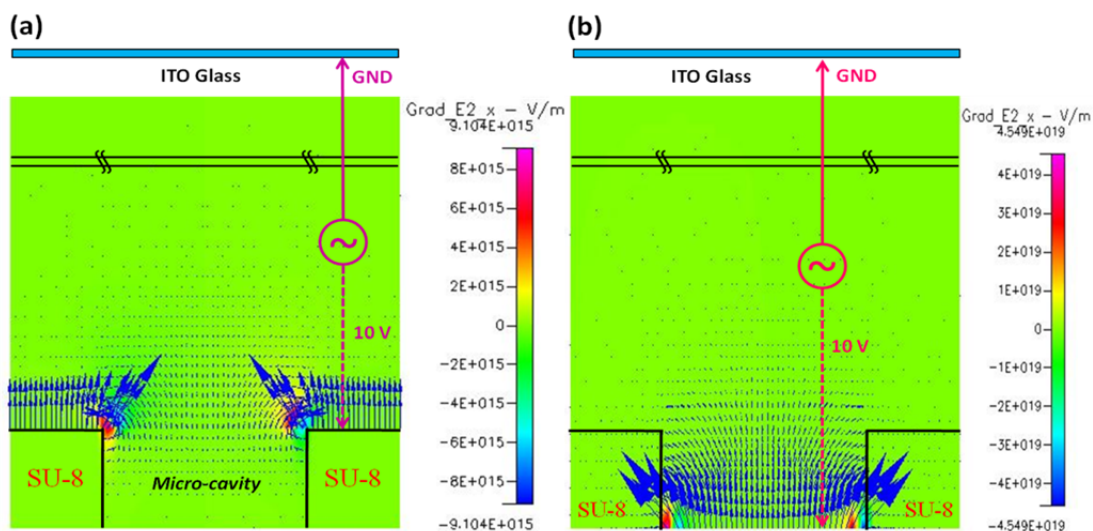 (a)
ITO Glass
GND
Grad E2 x - V/m
9.104E+015
8E+015
6E+015
4E+015
2E+015
0
-2E+015
-4E+015
-6E+015
-8E+015
-9.104E+015
10 V
SU-8
Micro-cavity
SU-8
(b)
ITO Glass
GND
Grad E2 x - V/m
4.549E+019
4E+019
3E+019
2E+019
1E+019
0
-1E+019
-2E+019
-3E+019
-4E+019
-4.549E+019
10 V
SU-8
SU-8